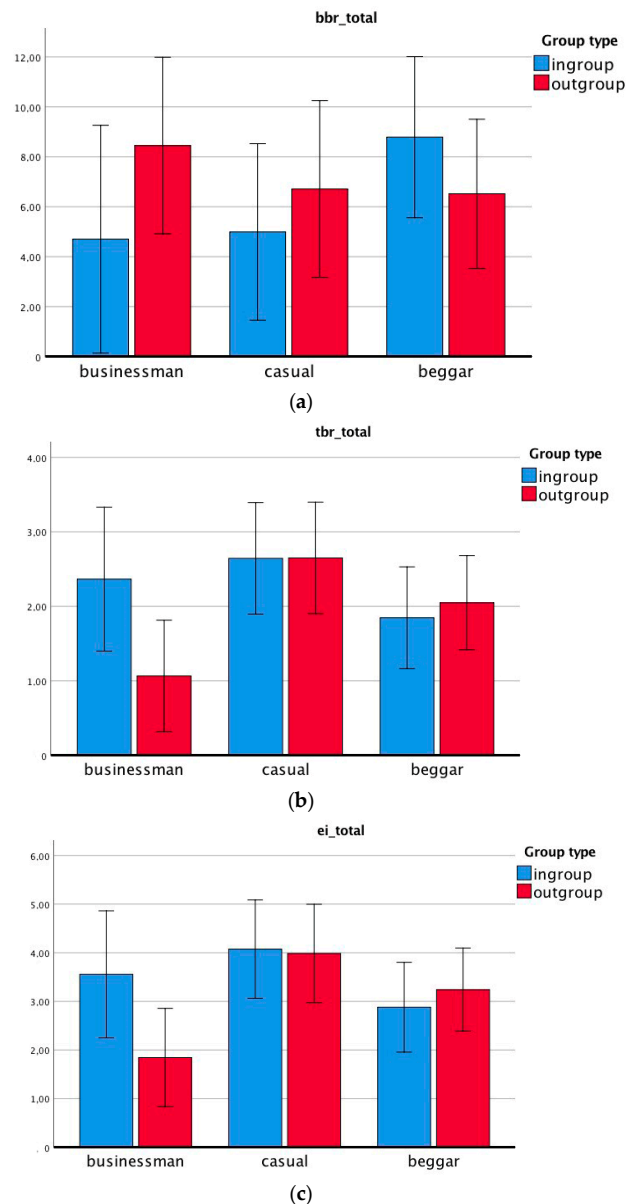 bbr_total
Group type
ingroup
outgroup
12,00
10,00
8,00
6,00
4,00
2,00
0
businessman casual beggar
(a)
tbr_total
Group type
ingroup
outgroup
4,00
3,00
2,00
1,00
0
businessman casual beggar
(b)
ei_total
Group type
ingroup
outgroup
6,00
5,00
4,00
3,00
2,00
1,00
0
businessman casual beggar
(c)